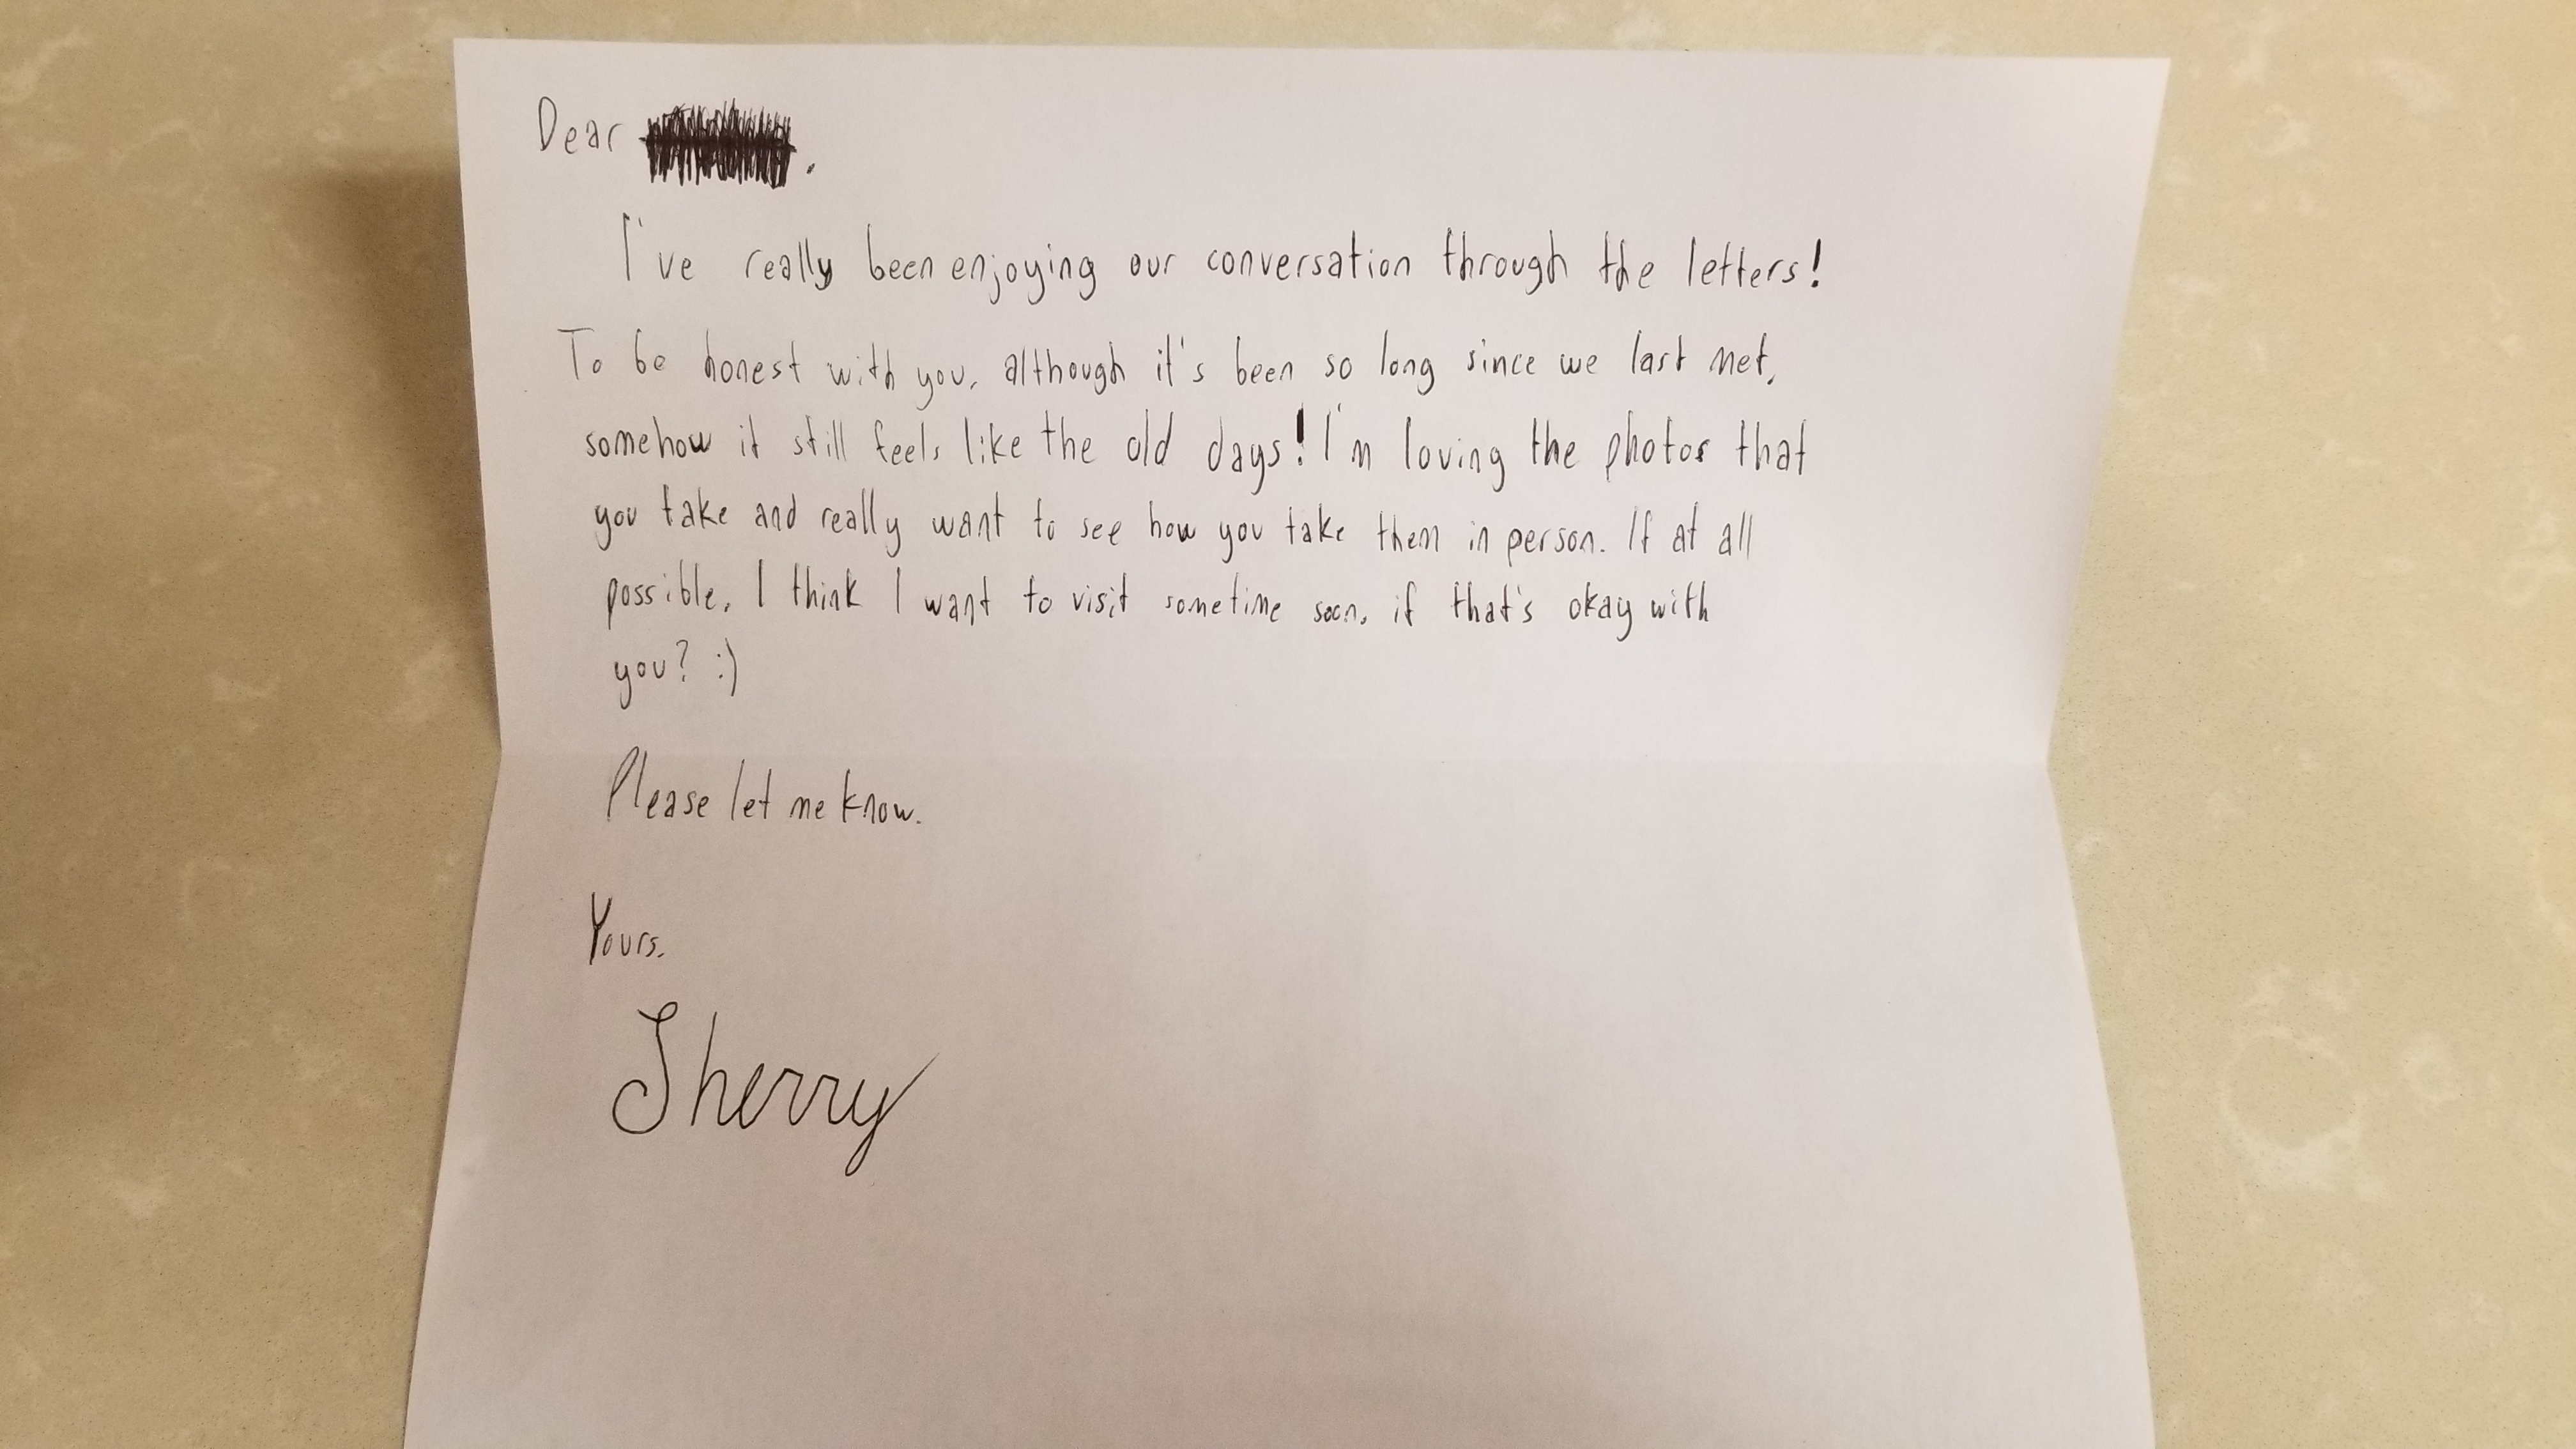 Dear
I've really been enjoying our conversation through the letters!
To be honest with you, although it's been so long since we last met,
somehow it still feels like the old days! I'm loving the photos that
you take and really want to see how you take them in person. If at all
possible, I think I want to visit sometime soon, if that's okay with
you? :)
Please let me know.
Yours,
Sherry